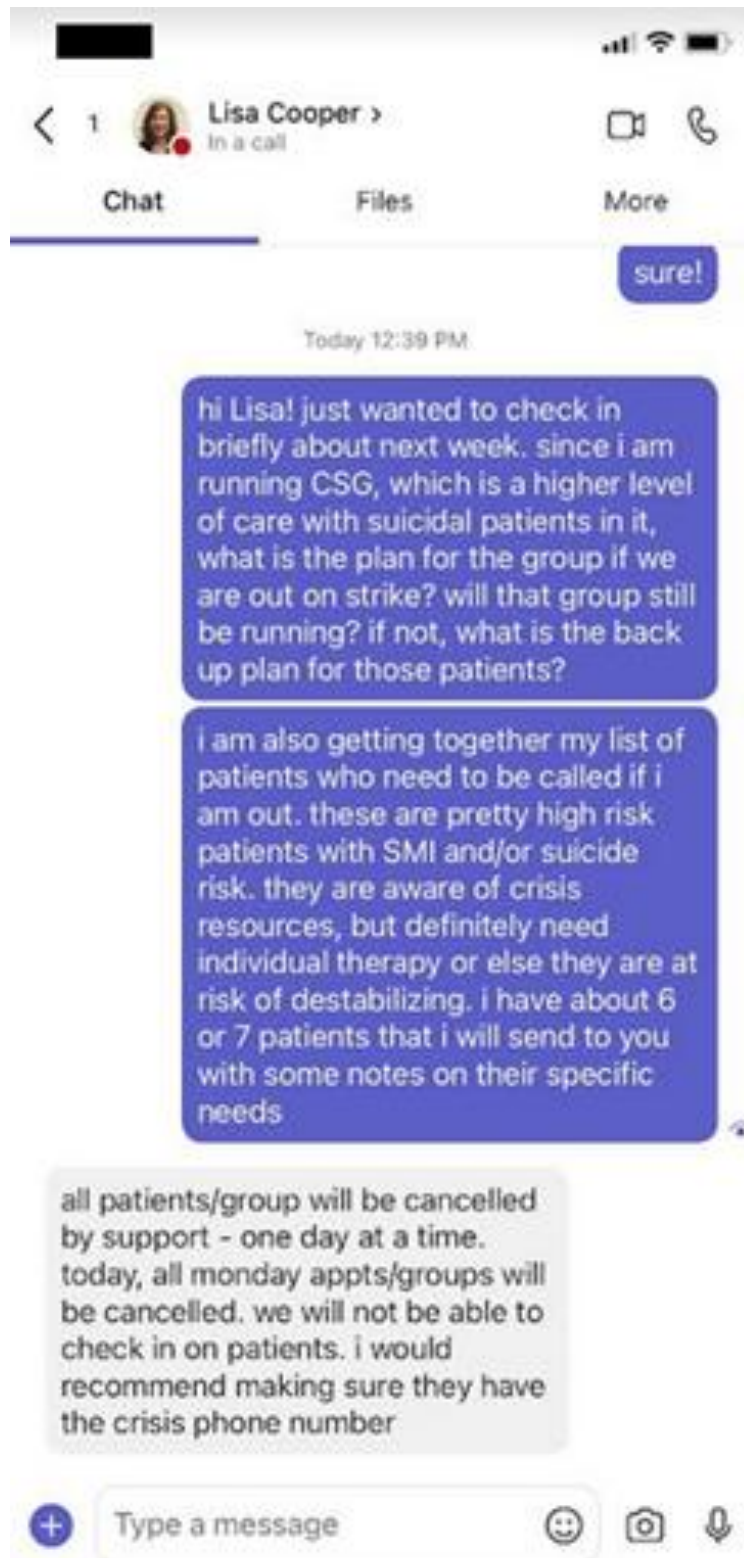 1
Lisa Cooper >
In a call
Chat
Files
More
sure!
Today 12:39 PM
hi Lisa! just wanted to check in
briefly about next week. since i am
running CSG, which is a higher level
of care with suicidal patients in it,
what is the plan for the group if we
are out on strike? will that group still
be running? if not, what is the back
up plan for those patients?
i am also getting together my list of
patients who need to be called if i
am out. these are pretty high risk
patients with SMI and/or suicide
risk. they are aware of crisis
resources, but definitely need
individual therapy or else they are at
risk of destabilizing. i have about 6
or 7 patients that i will send to you
with some notes on their specific
needs
all patients/group will be cancelled
by support - one day at a time.
today, all monday appts/groups will
be cancelled. we will not be able to
check in on patients. i would
recommend making sure they have
the crisis phone number
Type a message